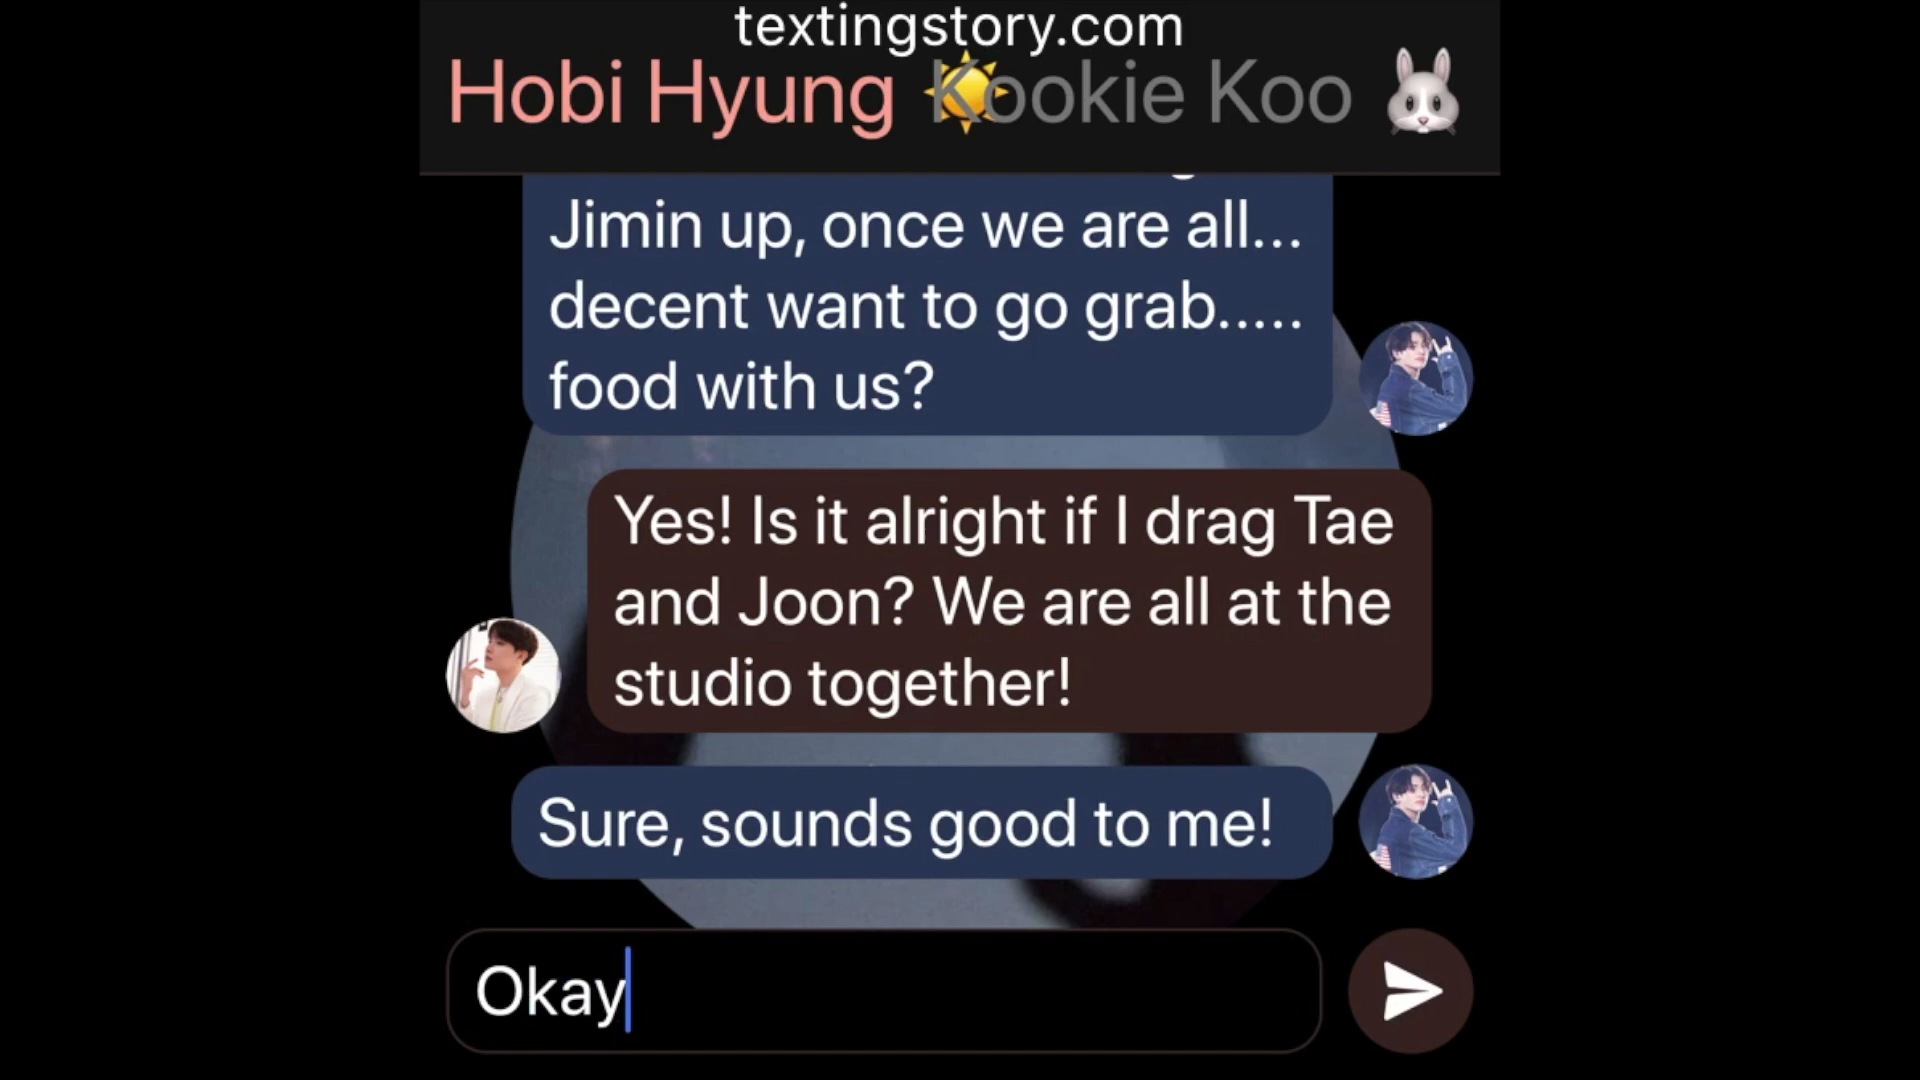 textingstory.com
Hobi Hyung Kookie Koo
Jimin up, once we are all...
decent want to go grab.....
food with us?
Yes! Is it alright if I drag Tae
and Joon? We are all at the
studio together!
Sure, sounds good to me!
Okay